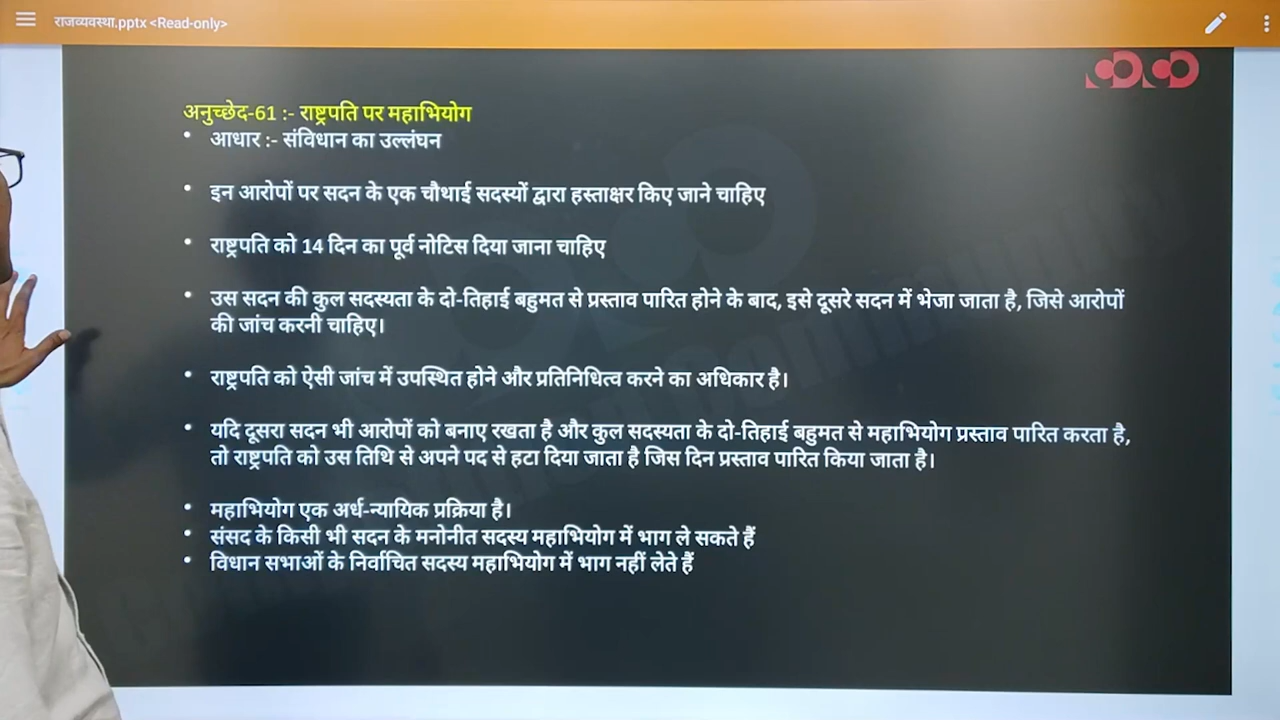 राजव्यवस्था.pptx <Read-only>
अनुच्छेद-61 :- राष्ट्रपति पर महाभियोग
• आधार :- संविधान का उल्लंघन
• इन आरोपों पर सदन के एक चौथाई सदस्यों द्वारा हस्ताक्षर किए जाने चाहिए
• राष्ट्रपति को 14 दिन का पूर्व नोटिस दिया जाना चाहिए
• उस सदन की कुल सदस्यता के दो-तिहाई बहुमत से प्रस्ताव पारित होने के बाद, इसे दूसरे सदन में भेजा जाता है, जिसे आरोपों
की जांच करनी चाहिए।
• राष्ट्रपति को ऐसी जांच में उपस्थित होने और प्रतिनिधित्व करने का अधिकार है।
• यदि दूसरा सदन भी आरोपों को बनाए रखता है और कुल सदस्यता के दो-तिहाई बहुमत से महाभियोग प्रस्ताव पारित करता है,
तो राष्ट्रपति को उस तिथि से अपने पद से हटा दिया जाता है जिस दिन प्रस्ताव पारित किया जाता है।
• महाभियोग एक अर्ध-न्यायिक प्रक्रिया है।
• संसद के किसी भी सदन के मनोनीत सदस्य महाभियोग में भाग ले सकते हैं
• विधान सभाओं के निर्वाचित सदस्य महाभियोग में भाग नहीं लेते हैं